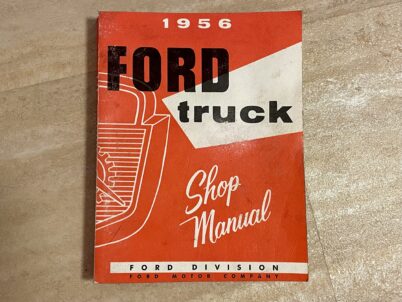 1956
FORD
truck
Shop
Manual
FORD DIVISION
FORD MOTOR COMPANY